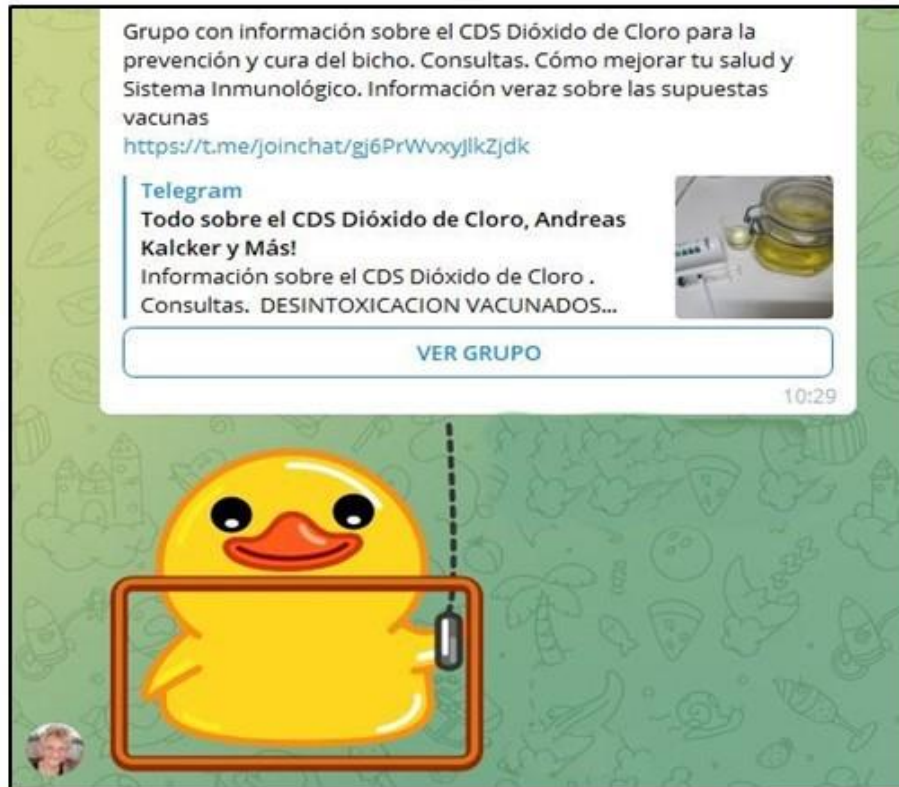 Grupo con información sobre el CDS Dióxido de Cloro para la
prevención y cura del bicho. Consultas. Cómo mejorar tu salud y
Sistema Inmunológico. Información veraz sobre las supuestas
vacunas
https://t.me/joinchat/gj6PrWvxyJlkZjdk
Telegram
Todo sobre el CDS Dióxido de Cloro, Andreas
Kalcker y Más!
Información sobre el CDS Dióxido de Cloro .
Consultas. DESINTOXICACION VACUNADOS...
VER GRUPO
10:29